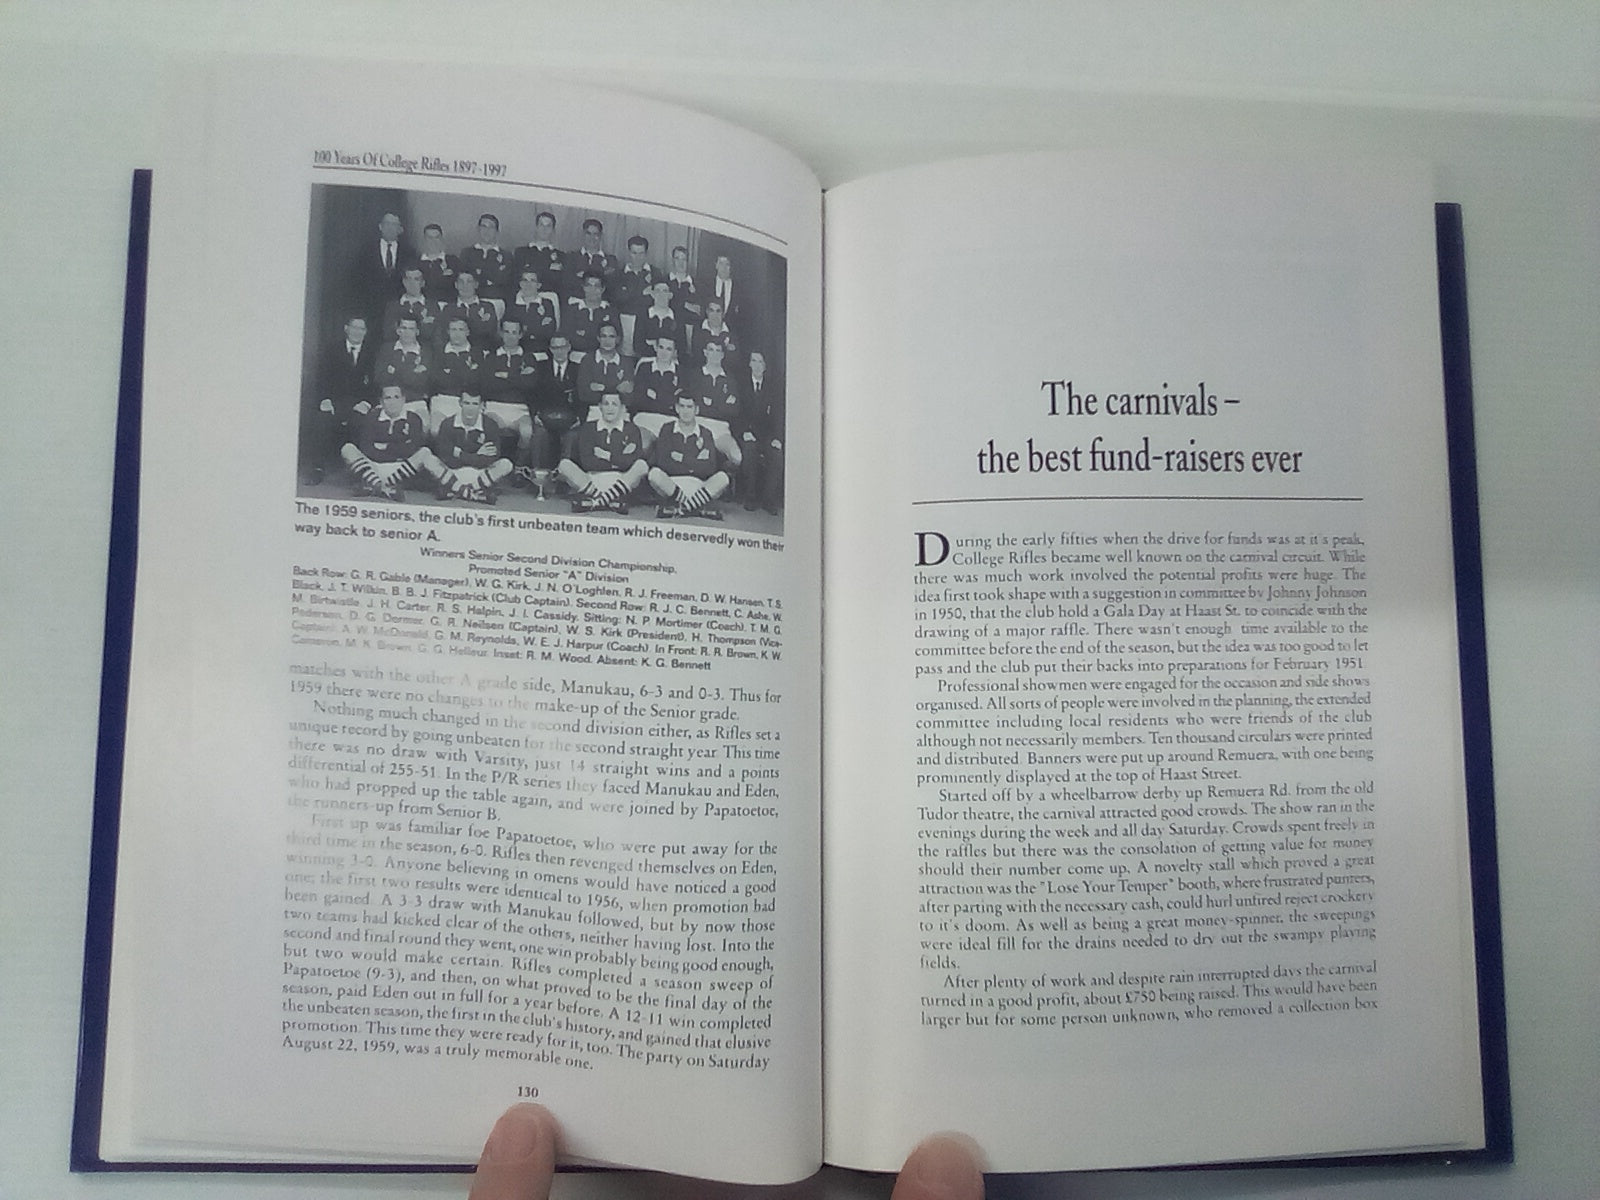 100 Years Of College Rifles 1897-1997
The 1959 seniors, the club's first unbeaten team which deservedly won their
way back to senior A.
Winners Senior Second Division Championship,
Promoted Senior "A" Division
Back Row: G. R. Gable (Manager), W. G. Kirk, J. N. O'Loghlen, R. J. Freeman, D. W. Hansen, T. S.
Black, J. T. Wilkin, B. B. J. Fitzpatrick (Club Captain). Second Row: R. J. C. Bennett, C. Ashe, W.
M. Birtwistle, J. H. Carter, R. S. Halpin, J. I. Cassidy. Sitting: N. P. Mortimer (Coach), T. M. G.
Pedersen, D. G. Dormer, G. R. Neilsen (Captain), W. S. Kirk (President), H. Thompson (Vice-
Captain), A. W. McDonald, G. M. Reynolds, W. E. J. Harpur (Coach). In Front: R. R. Brown, K. W.
Cameron, M. K. Brown, G. G. Helleur. Inset: R. M. Wood. Absent: K. G. Bennett
matches with the other A grade side, Manukau, 6-3 and 0-3. Thus for
1959 there were no changes to the make-up of the Senior grade.
Nothing much changed in the second division either, as Rifles set a
unique record by going unbeaten for the second straight year. This time
there was no draw with Varsity, just 14 straight wins and a points
differential of 255-51. In the P/R series they faced Manukau and Eden,
who had propped up the table again, and were joined by Papatoetoe,
the runners-up from Senior B.
First up was familiar foe Papatoetoe, who were put away for the
third time in the season, 6-0. Rifles then revenged themselves on Eden,
winning 3-0. Anyone believing in omens would have noticed a good
one; the first two results were identical to 1956, when promotion had
been gained. A 3-3 draw with Manukau followed, but by now those
two teams had kicked clear of the others, neither having lost. Into the
second and final round they went, one win probably being good enough,
but two would make certain. Rifles completed a season sweep of
Papatoetoe (9-3), and then, on what proved to be the final day of the
season, paid Eden out in full for a year before. A 12-11 win completed
the unbeaten season, the first in the club's history, and gained that elusive
promotion. This time they were ready for it, too. The party on Saturday
August 22, 1959, was a truly memorable one.
130
The carnivals –
the best fund-raisers ever
During the early fifties when the drive for funds was at it's peak,
College Rifles became well known on the carnival circuit. While
there was much work involved the potential profits were huge. The
idea first took shape with a suggestion in committee by Johnny Johnson
in 1950, that the club hold a Gala Day at Haast St. to coincide with the
drawing of a major raffle. There wasn't enough time available to the
committee before the end of the season, but the idea was too good to let
pass and the club put their backs into preparations for February 1951.
Professional showmen were engaged for the occasion and side shows
organised. All sorts of people were involved in the planning, the extended
committee including local residents who were friends of the club
although not necessarily members. Ten thousand circulars were printed
and distributed. Banners were put up around Remuera, with one being
prominently displayed at the top of Haast Street.
Started off by a wheelbarrow derby up Remuera Rd. from the old
Tudor theatre, the carnival attracted good crowds. The show ran in the
evenings during the week and all day Saturday. Crowds spent freely in
the raffles but there was the consolation of getting value for money
should their number come up. A novelty stall which proved a great
attraction was the "Lose Your Temper" booth, where frustrated punters,
after parting with the necessary cash, could hurl unfired reject crockery
to it's doom. As well as being a great money-spinner, the sweepings
were ideal fill for the drains needed to dry out the swampy playing
fields.
After plenty of work and despite rain interrupted days the carnival
turned in a good profit, about £750 being raised. This would have been
larger but for some person unknown, who removed a collection box